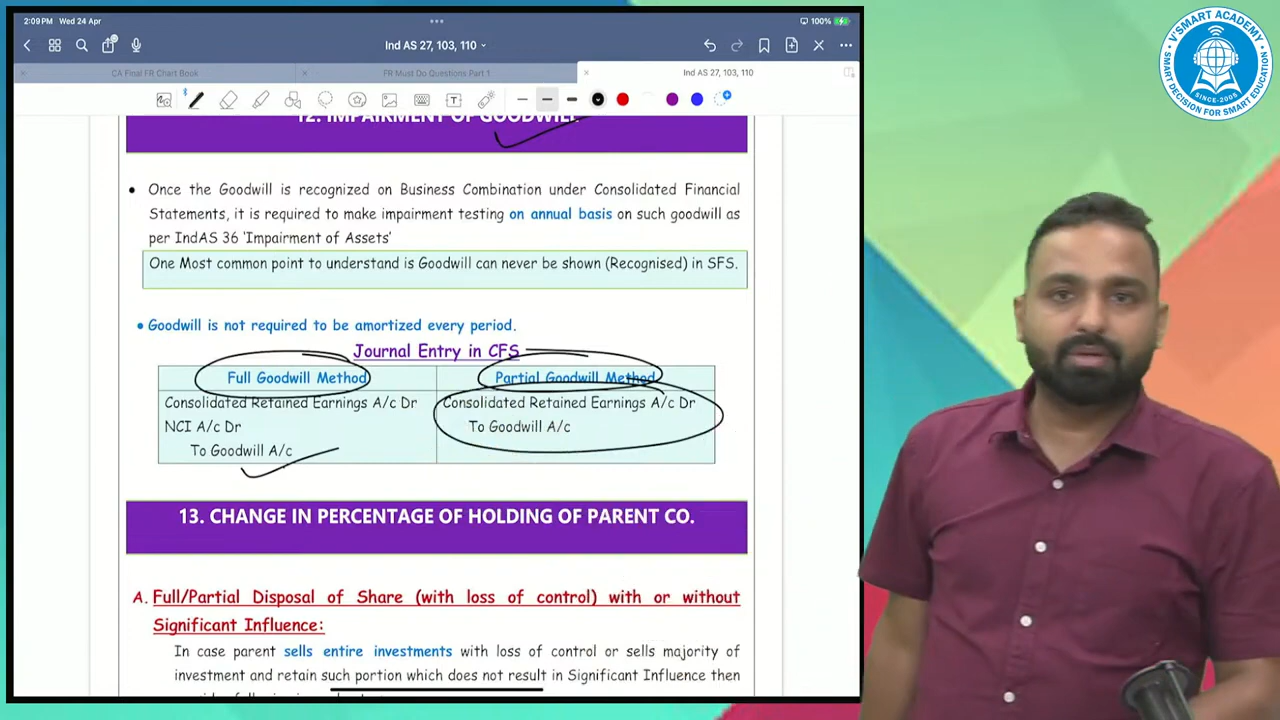 2:09 PM Wed 24 Apr
100%
Ind AS 27, 103, 110
CA Final FR Chart Book
FR Must Do Questions Part 1
Ind AS 27, 103, 110
12. IMPAIRMENT OF GOODWILL
• Once the Goodwill is recognized on Business Combination under Consolidated Financial
Statements, it is required to make impairment testing on annual basis on such goodwill as
per IndAS 36 'Impairment of Assets'
One Most common point to understand is Goodwill can never be shown (Recognised) in SFS.
• Goodwill is not required to be amortized every period.
Journal Entry in CFS
Full Goodwill Method
Partial Goodwill Method
Consolidated Retained Earnings A/c Dr
NCI A/c Dr
To Goodwill A/c
Consolidated Retained Earnings A/c Dr
To Goodwill A/c
13. CHANGE IN PERCENTAGE OF HOLDING OF PARENT CO.
A. Full/Partial Disposal of Share (with loss of control) with or without
Significant Influence:
In case parent sells entire investments with loss of control or sells majority of
investment and retain such portion which does not result in Significant Influence then
V'SMART ACADEMY
SINCE-2005
SMART DECISION FOR SMART EDUCATION